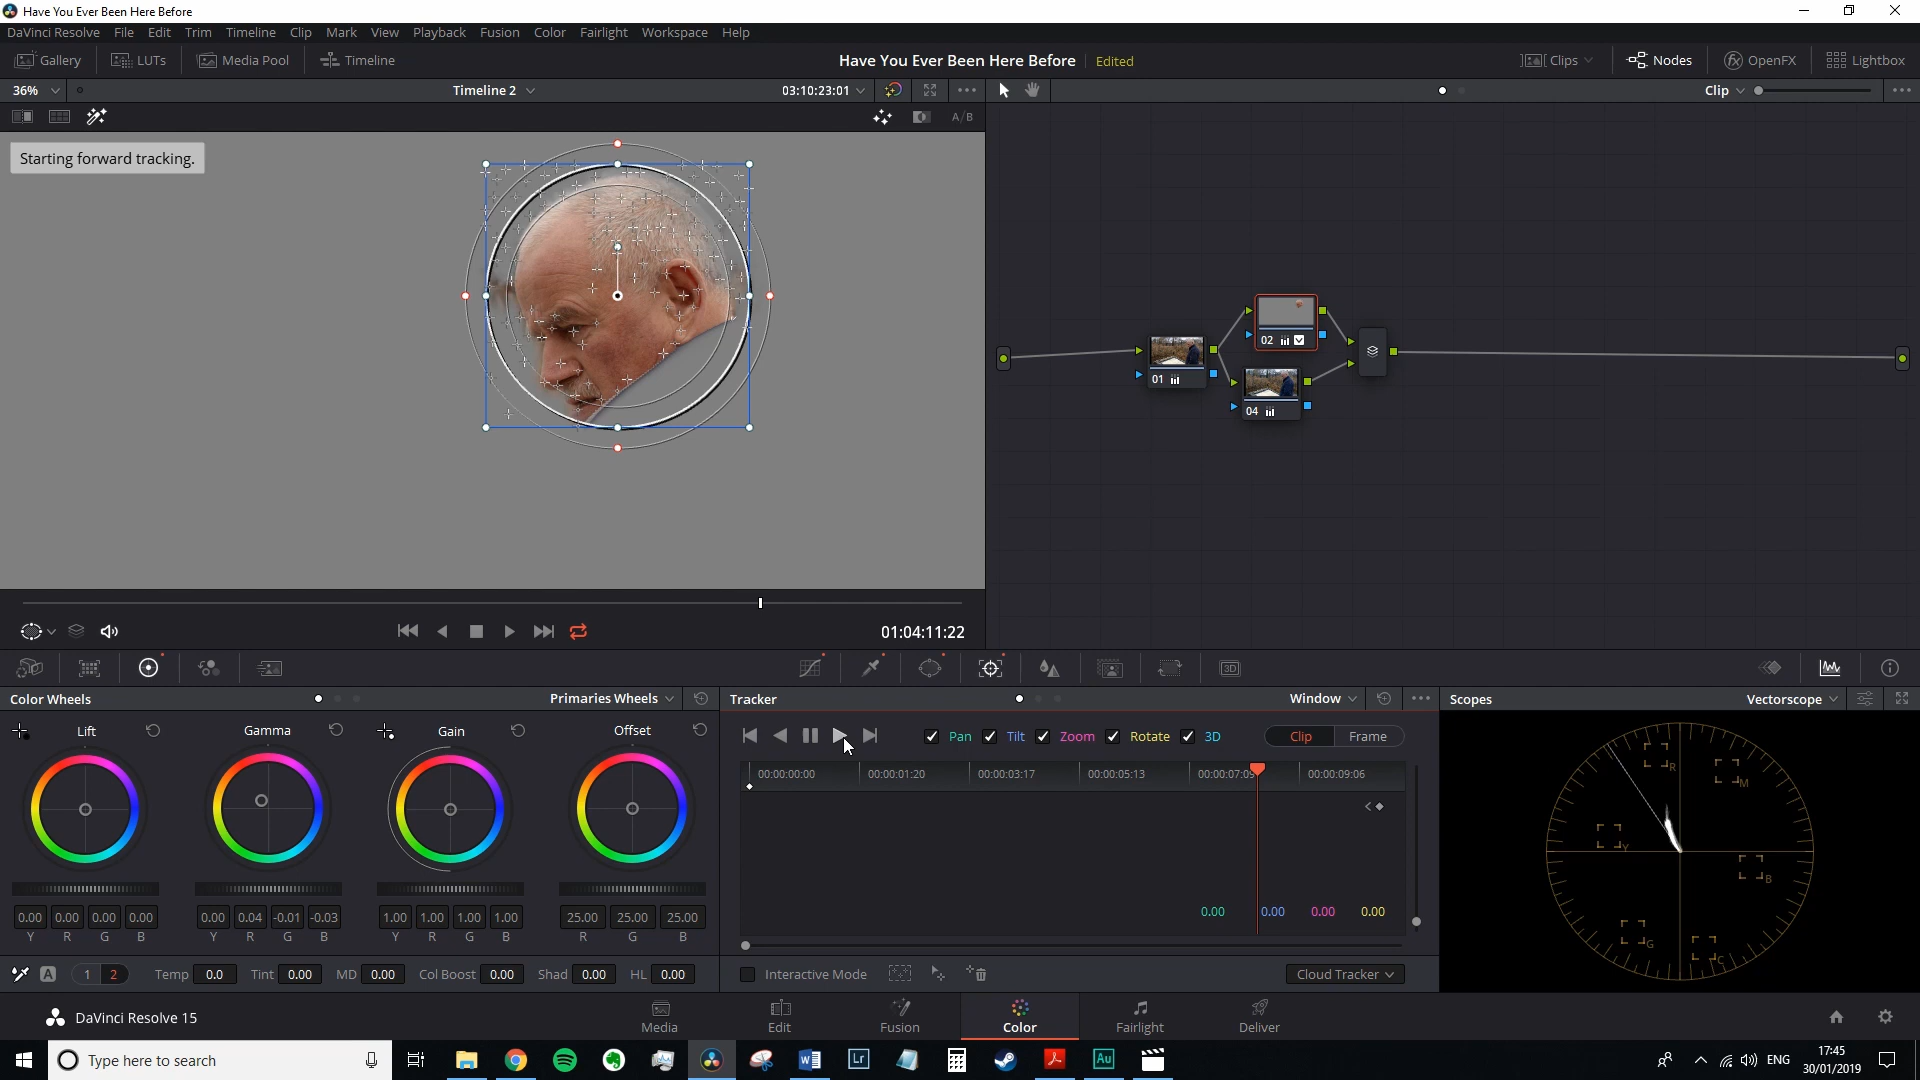 Have You Ever Been Here Before
DaVinci Resolve File Edit Trim Timeline Clip Mark View Playback Fusion Color Fairlight Workspace Help
Gallery LUTs Media Pool Timeline Have You Ever Been Here Before Edited Clips Nodes OpenFX Lightbox
36% Timeline 2 03:10:23:01 Clip
A/B
Starting forward tracking.
02
01
04
01:04:11:22
3D
Color Wheels Primaries Wheels Tracker Window Scopes Vectorscope
Lift Gamma Gain Offset
Pan Tilt Zoom Rotate 3D Clip Frame
00:00:00:00 00:00:01:20 00:00:03:17 00:00:05:13 00:00:07:09 00:00:09:06
R M Y B G C
0.00 0.00 0.00 0.00
0.00 0.00 0.00 0.00 0.00 0.04 -0.01 -0.03 1.00 1.00 1.00 1.00 25.00 25.00 25.00
Y R G B Y R G B Y R G B R G B
A 1 2 Temp 0.0 Tint 0.00 MD 0.00 Col Boost 0.00 Shad 0.00 HL 0.00 Interactive Mode Cloud Tracker
DaVinci Resolve 15 Media Edit Fusion Color Fairlight Deliver
Type here to search Lr Au ENG 17:45
30/01/2019